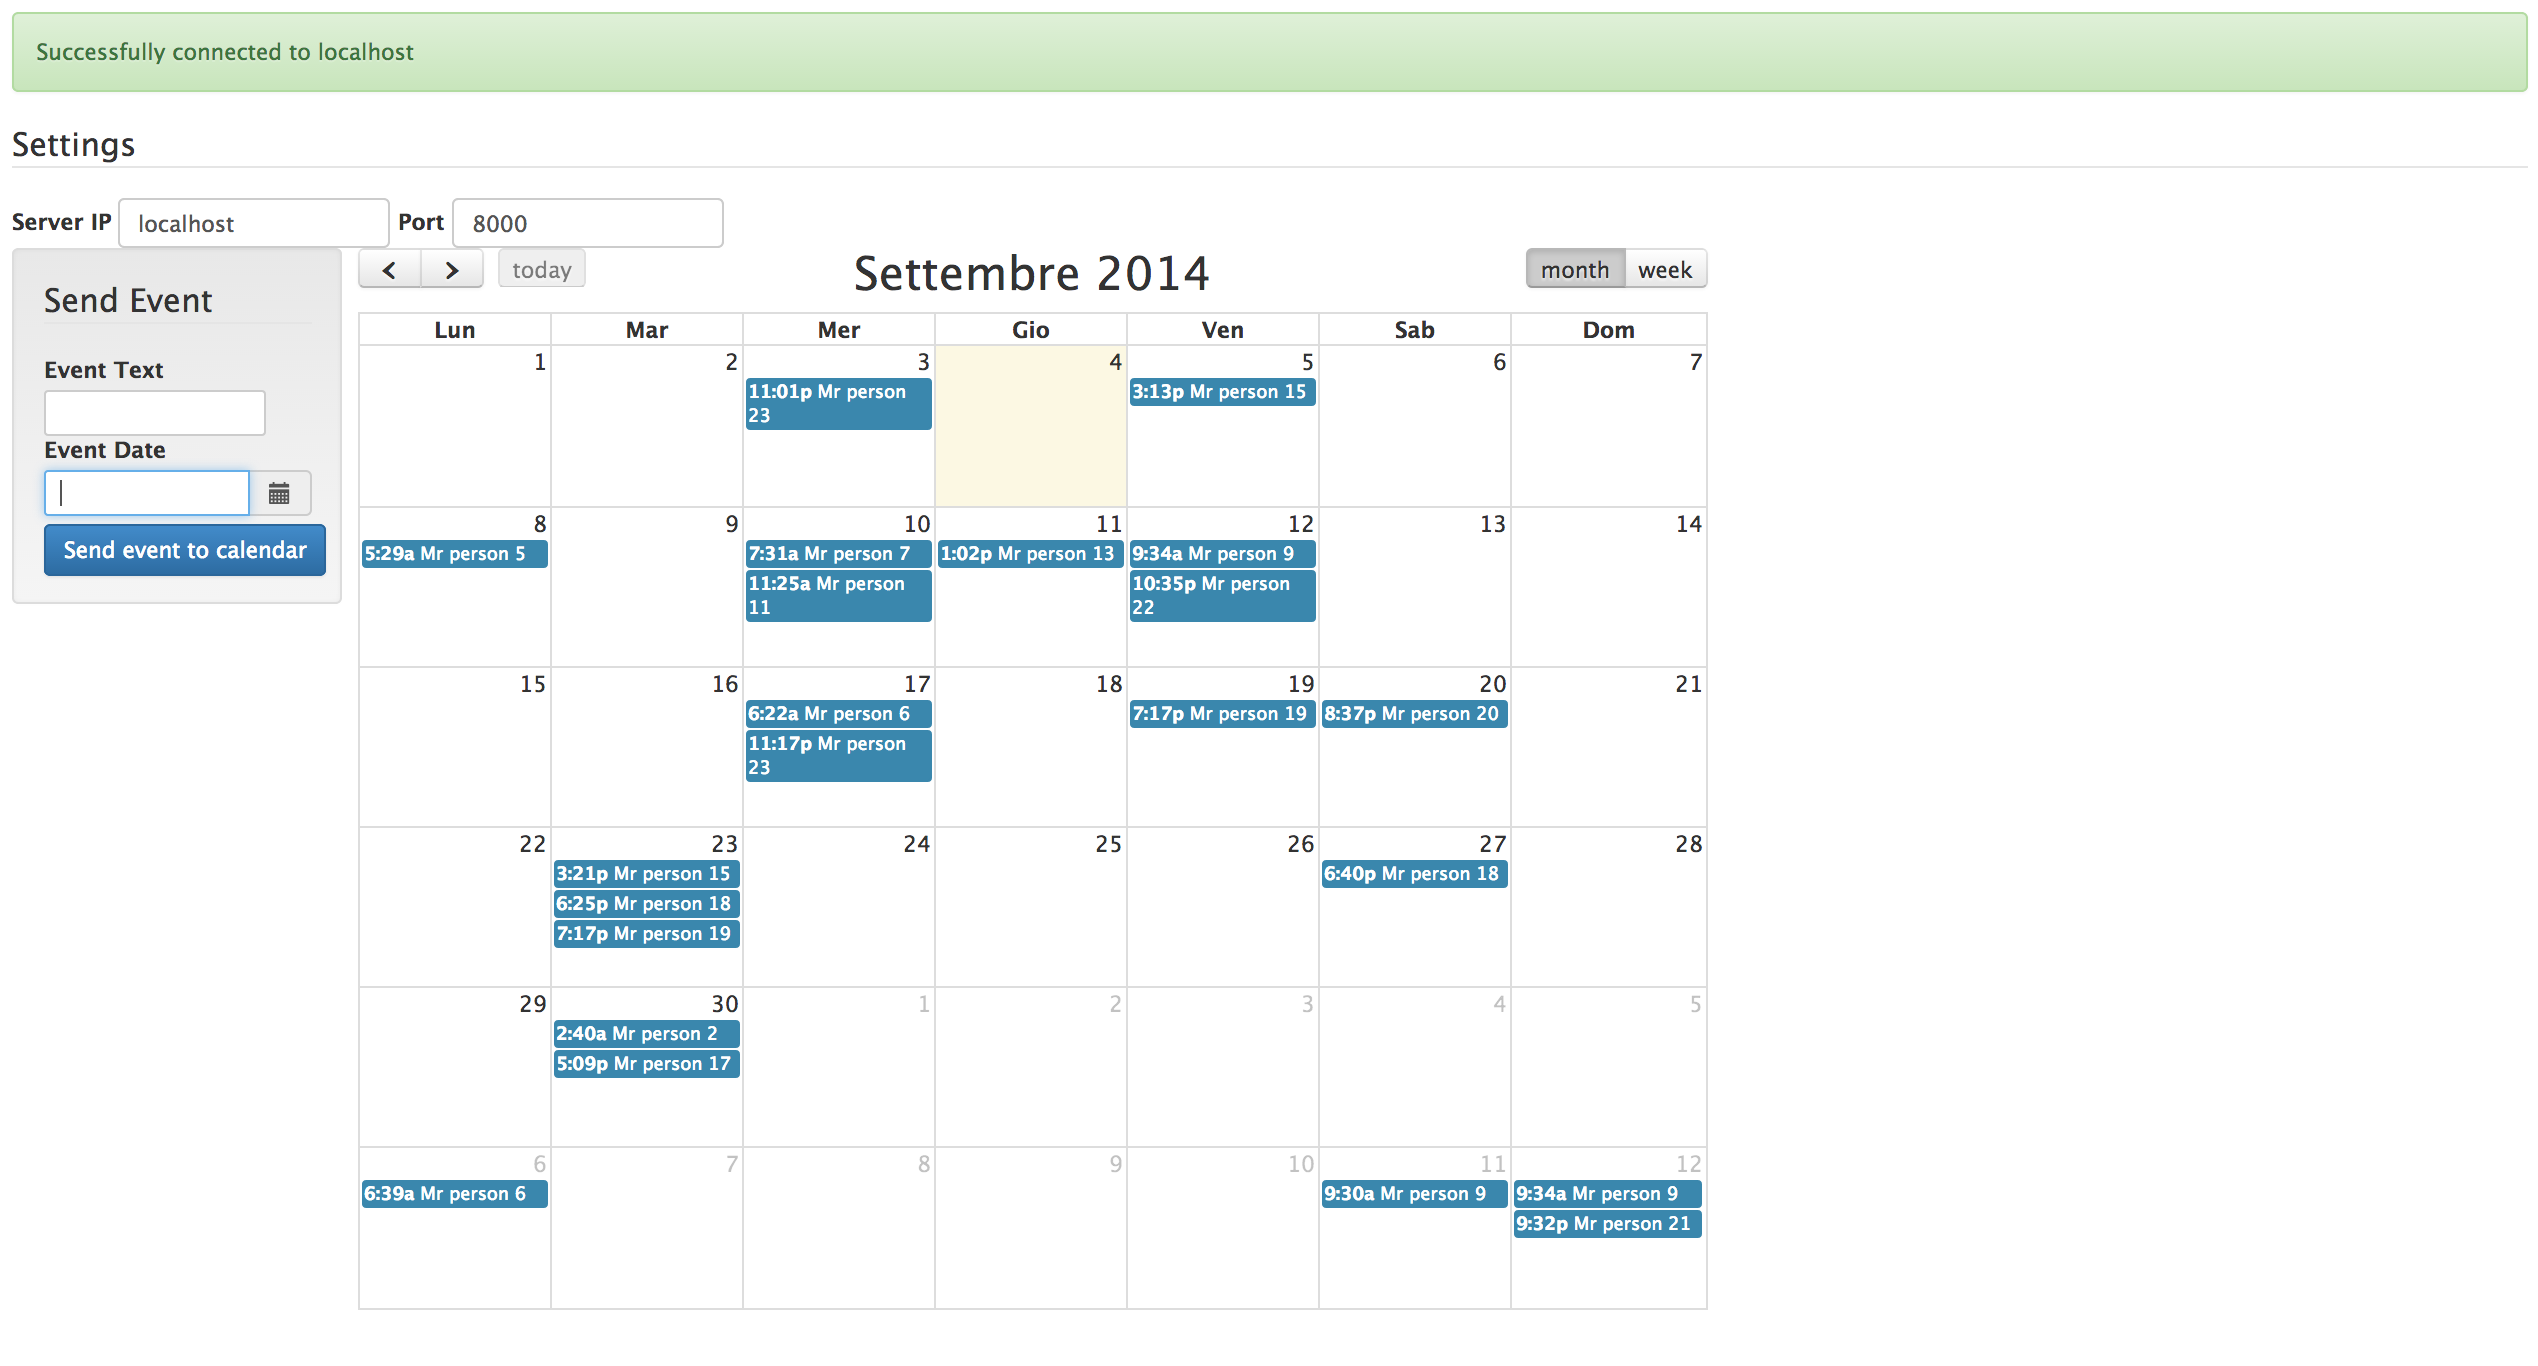 Successfully connected to localhost
Settings
Server IP localhost Port 8000
Send Event
Event Text
Event Date
Send event to calendar
today
Settembre 2014
month week
Lun Mar Mer Gio Ven Sab Dom
1 2 3 4 5 6 7
11:01p Mr person
23
3:13p Mr person 15
8 9 10 11 12 13 14
5:29a Mr person 5
7:31a Mr person 7
11:25a Mr person
11
1:02p Mr person 13
9:34a Mr person 9
10:35p Mr person
22
15 16 17 18 19 20 21
6:22a Mr person 6
11:17p Mr person
23
7:17p Mr person 19
8:37p Mr person 20
22 23 24 25 26 27 28
3:21p Mr person 15
6:25p Mr person 18
7:17p Mr person 19
6:40p Mr person 18
29 30 1 2 3 4 5
2:40a Mr person 2
5:09p Mr person 17
6 7 8 9 10 11 12
6:39a Mr person 6
9:30a Mr person 9
9:34a Mr person 9
9:32p Mr person 21